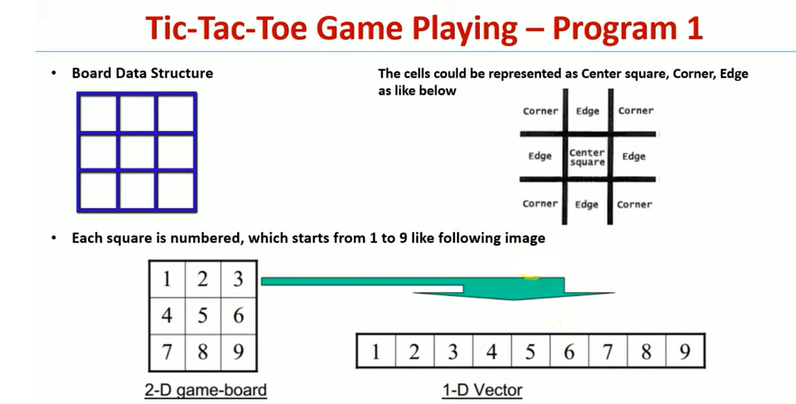 Tic-Tac-Toe Game Playing – Program 1
• Board Data Structure
The cells could be represented as Center square, Corner, Edge
as like below
Corner Edge Corner
Edge Center square Edge
Corner Edge Corner
• Each square is numbered, which starts from 1 to 9 like following image
1 2 3
4 5 6
7 8 9
2-D game-board
1 2 3 4 5 6 7 8 9
1-D Vector